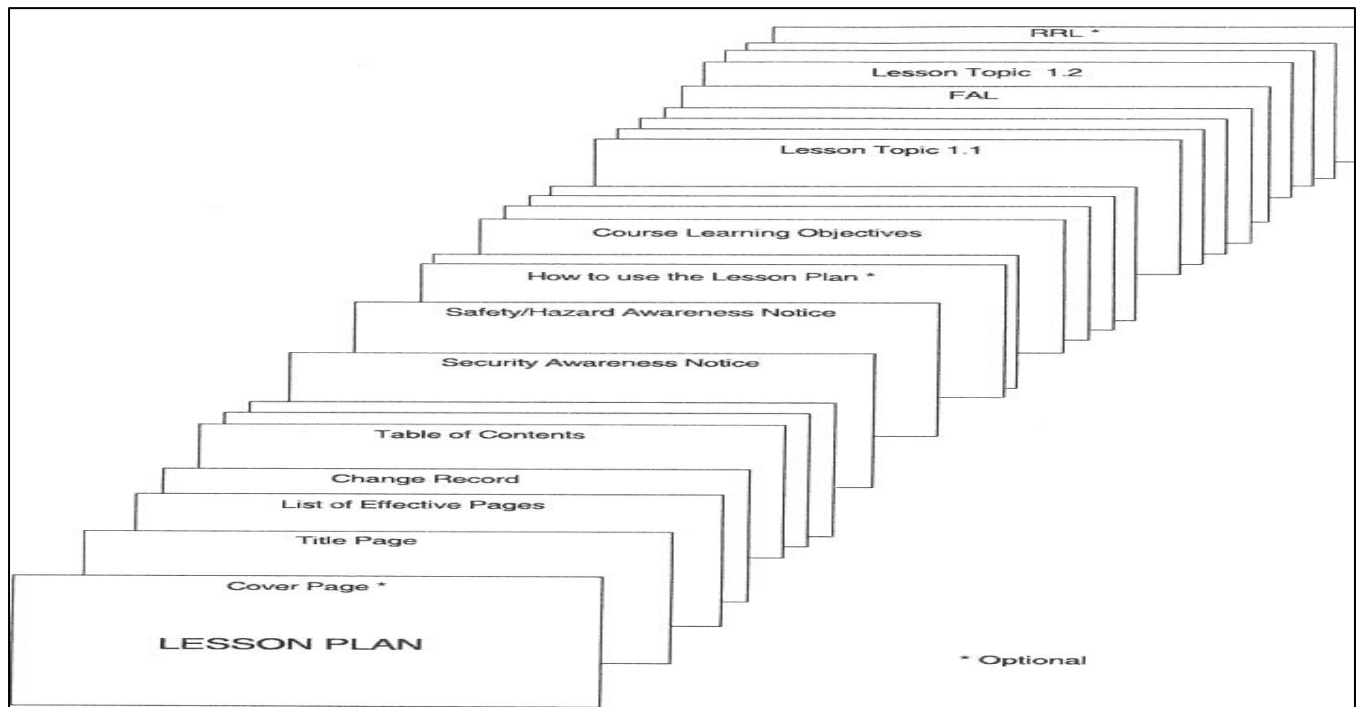 RRL *
Lesson Topic 1.2
FAL
Lesson Topic 1.1
Course Learning Objectives
How to use the Lesson Plan *
Safety/Hazard Awareness Notice
Security Awareness Notice
Table of Contents
Change Record
List of Effective Pages
Title Page
Cover Page *
LESSON PLAN
* Optional